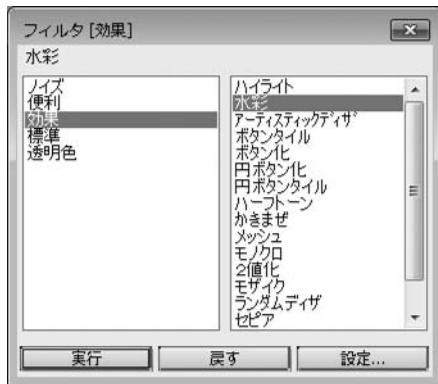 フィルタ [効果]
水彩
ノイズ
便利
効果
標準
透明色
ハイライト
水彩
アーティスティックディザ
ボタンタイル
ボタン化
円ボタン化
円ボタンタイル
ハーフトーン
かきまぜ
メッシュ
モノクロ
2値化
モザイク
ランダムディザ
セピア
実行
戻す
設定...